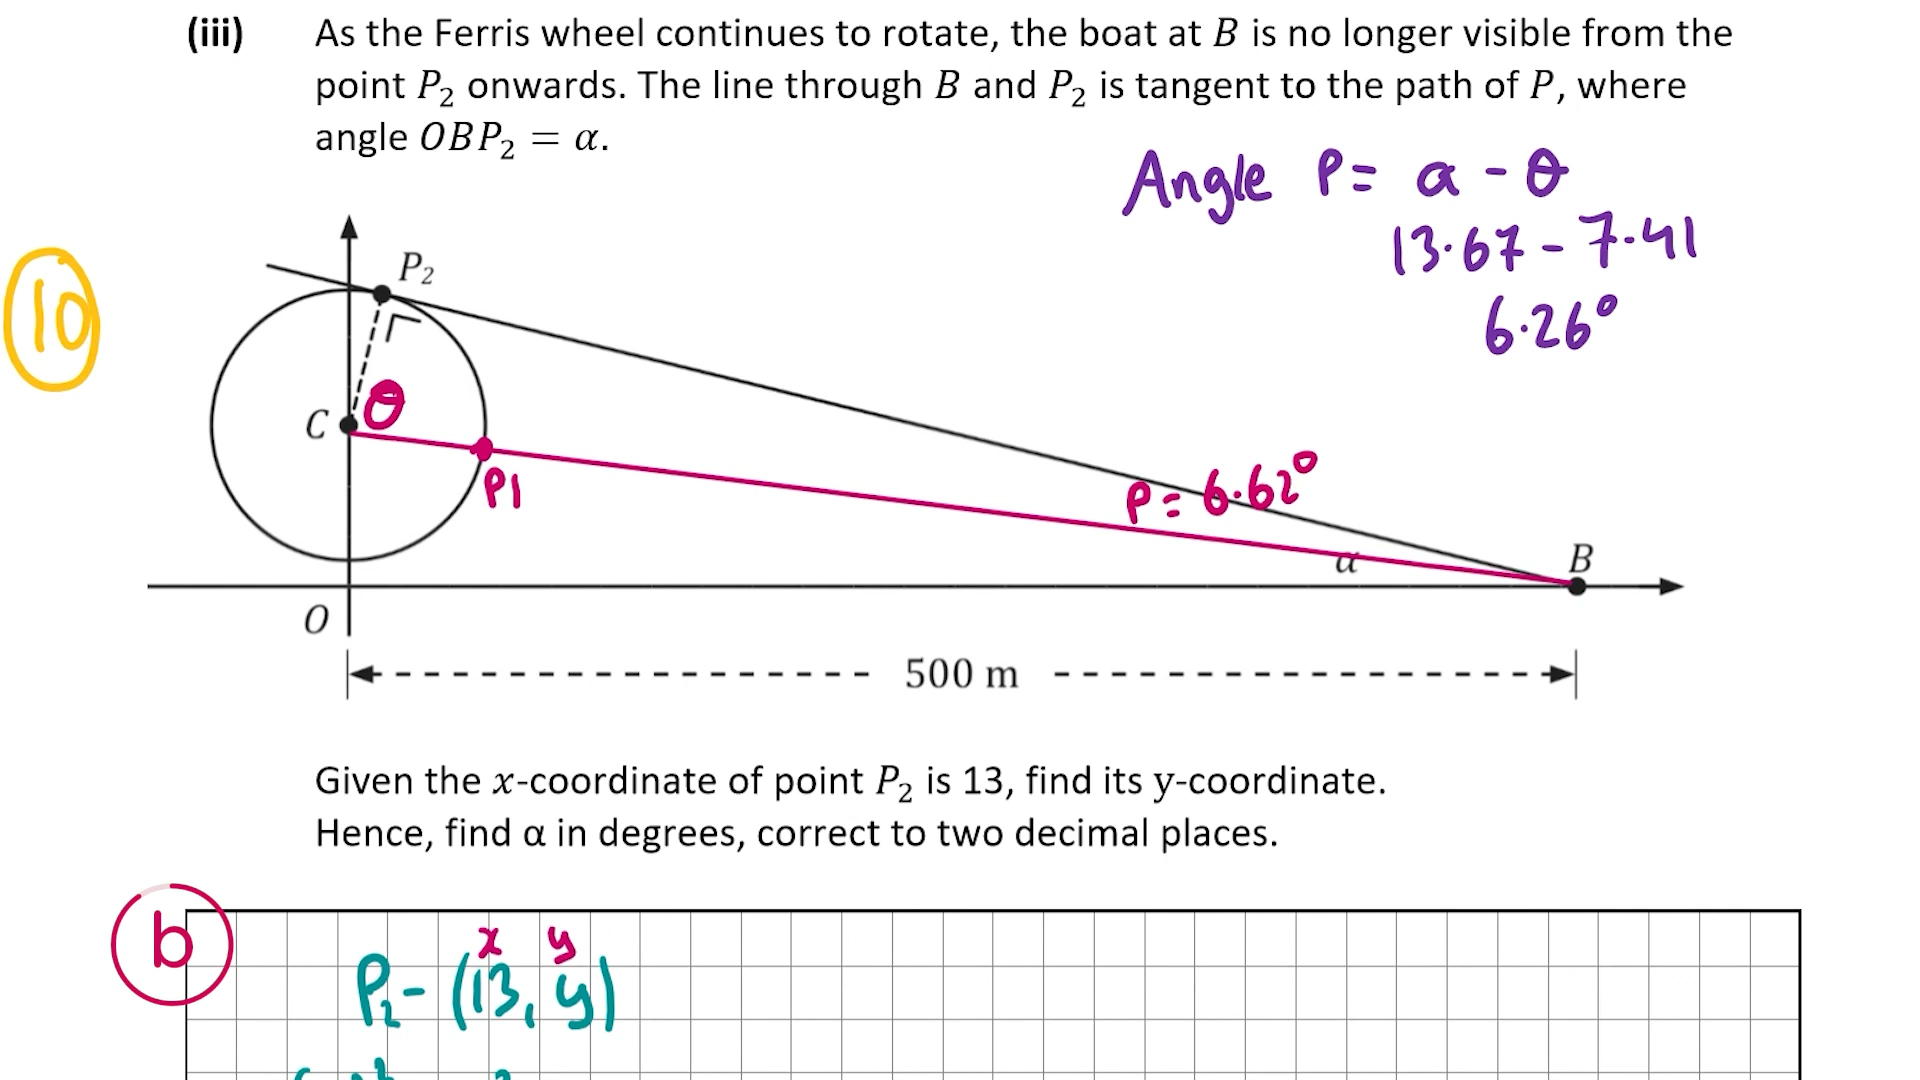 (iii) As the Ferris wheel continues to rotate, the boat at B is no longer visible from the
point P₂ onwards. The line through B and P₂ is tangent to the path of P, where
angle OBP₂ = α.
Angle P = a - θ
13.67 - 7.41
6.26°
10
P₂
C
θ
P1
P = 6.62°
α
B
O
500 m
Given the x-coordinate of point P₂ is 13, find its y-coordinate.
Hence, find α in degrees, correct to two decimal places.
b
x y
P₂ - (13, y)